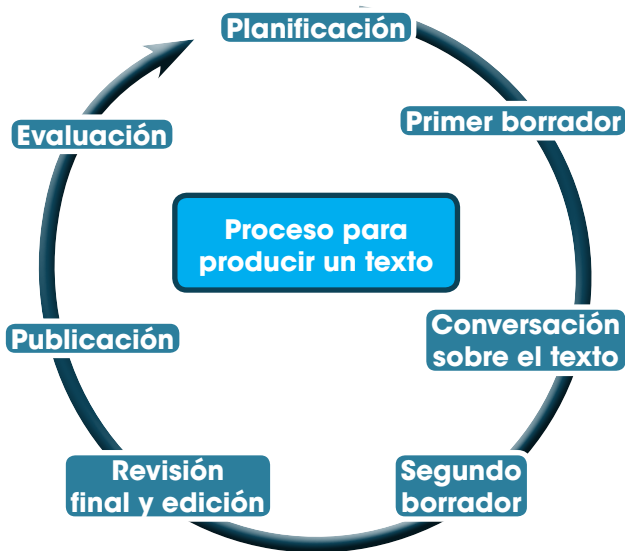 Planificación
Primer borrador
Conversación
sobre el texto
Segundo
borrador
Revisión
final y edición
Publicación
Evaluación
Proceso para
producir un texto